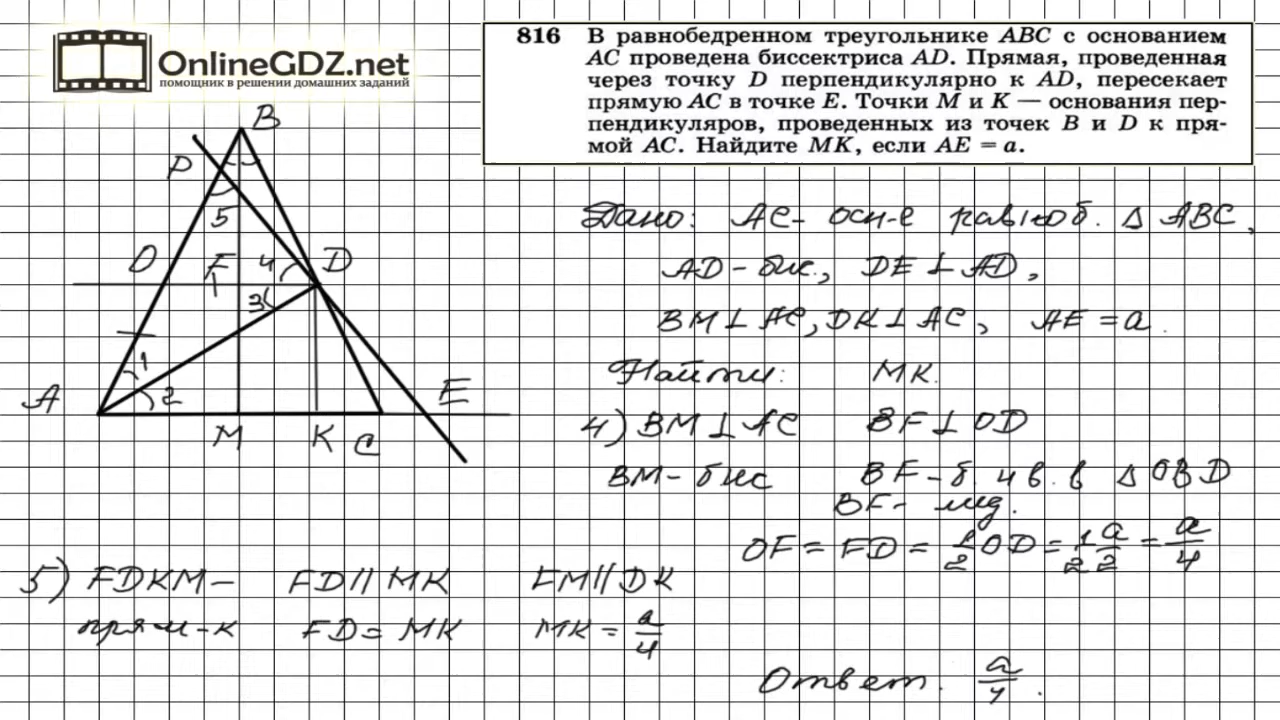 OnlineGDZ.net
помощник в решении домашних заданий
816 В равнобедренном треугольнике ABC с основанием
AC проведена биссектриса AD. Прямая, проведенная
через точку D перпендикулярно к AD, пересекает
прямую AC в точке E. Точки M и K — основания пер-
пендикуляров, проведенных из точек B и D к пря-
мой AC. Найдите MK, если AE = a.
B
P
5
O F 4 D
3
1
A 2 E
M K C
Дано: AC - осн-е равноб. △ ABC,
AD - бис., DE ⊥ AD,
BM ⊥ AC, DK ⊥ AC, AE = a.
Найти: MK.
4) BM ⊥ AC BF ⊥ OD
BM - бис BF - б. и в. в △ OBD
BF - мед.
OF = FD = 1/2 OD = 1/2 a/2 = a/4
5) FDKM - FD || MK FM || DK
прям-к FD = MK MK = a/4
Ответ. a/4.